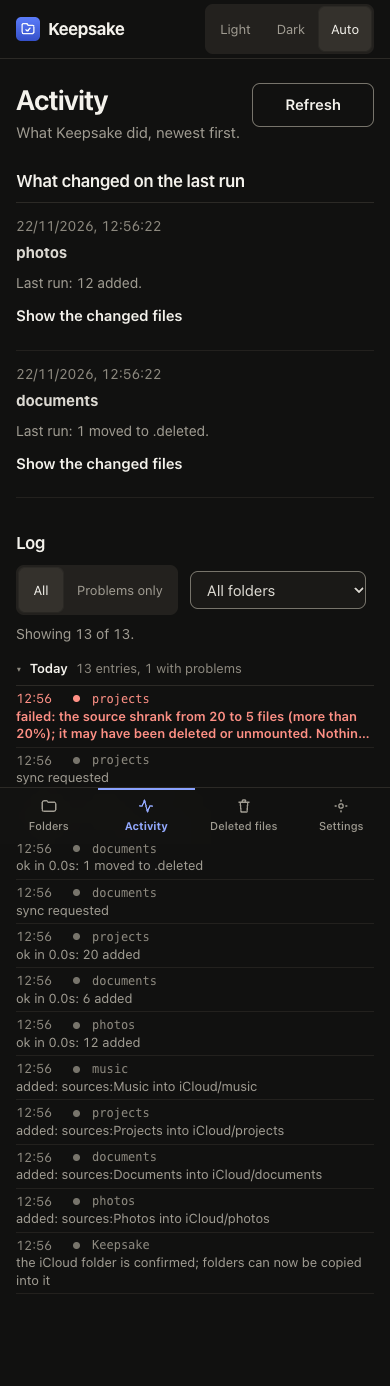 Keepsake
Light Dark Auto
Activity
Refresh
What Keepsake did, newest first.
What changed on the last run
22/11/2026, 12:56:22
photos
Last run: 12 added.
Show the changed files
22/11/2026, 12:56:22
documents
Last run: 1 moved to .deleted.
Show the changed files
Log
All Problems only All folders
Showing 13 of 13.
Today 13 entries, 1 with problems
12:56 projects
failed: the source shrank from 20 to 5 files (more than
20%); it may have been deleted or unmounted. Nothin...
12:56 projects
sync requested
Folders Activity Deleted files Settings
12:56 documents
ok in 0.0s: 1 moved to .deleted
12:56 documents
sync requested
12:56 projects
ok in 0.0s: 20 added
12:56 documents
ok in 0.0s: 6 added
12:56 photos
ok in 0.0s: 12 added
12:56 music
added: sources:Music into iCloud/music
12:56 projects
added: sources:Projects into iCloud/projects
12:56 documents
added: sources:Documents into iCloud/documents
12:56 photos
added: sources:Photos into iCloud/photos
12:56 Keepsake
the iCloud folder is confirmed; folders can now be copied
into it